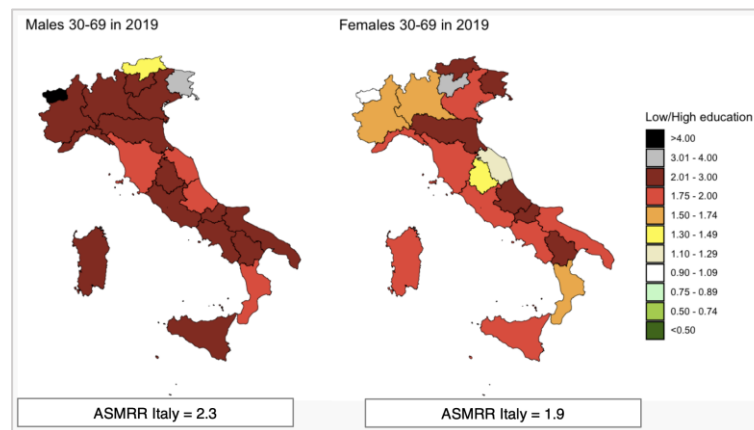 Males 30-69 in 2019
Females 30-69 in 2019
Low/High education
>4.00
3.01 - 4.00
2.01 - 3.00
1.75 - 2.00
1.50 - 1.74
1.30 - 1.49
1.10 - 1.29
0.90 - 1.09
0.75 - 0.89
0.50 - 0.74
<0.50
ASMRR Italy = 2.3
ASMRR Italy = 1.9